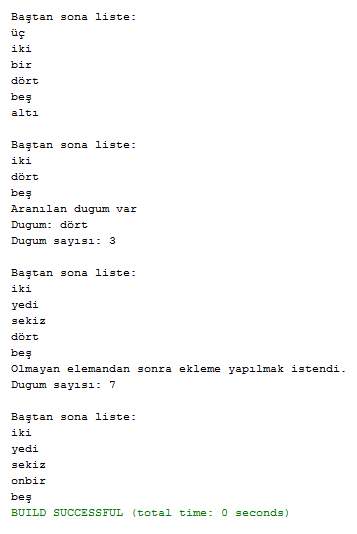 Baştan sona liste:
üç
iki
bir
dört
beş
altı
Baştan sona liste:
iki
dört
beş
Aranılan dugum var
Dugum: dört
Dugum sayısı: 3
Baştan sona liste:
iki
yedi
sekiz
dört
beş
Olmayan elemandan sonra ekleme yapılmak istendi.
Dugum sayısı: 7
Baştan sona liste:
iki
yedi
sekiz
onbir
beş
BUILD SUCCESSFUL (total time: 0 seconds)